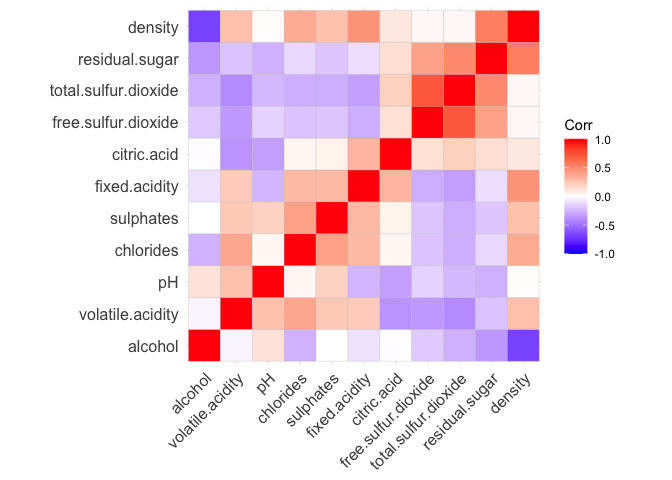 density
residual.sugar
total.sulfur.dioxide
free.sulfur.dioxide
citric.acid
fixed.acidity
sulphates
chlorides
pH
volatile.acidity
alcohol
alcohol
volatile.acidity
pH
chlorides
sulphates
fixed.acidity
citric.acid
free.sulfur.dioxide
total.sulfur.dioxide
residual.sugar
density
Corr
1.0
0.5
0.0
-0.5
-1.0